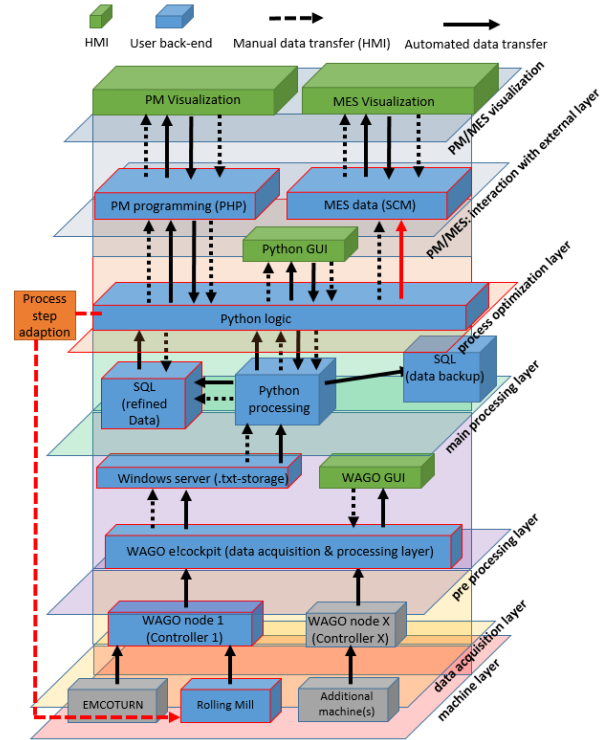 HMI
User back-end
Manual data transfer (HMI)
Automated data transfer
PM Visualization
MES Visualization
PM/MES visualization
PM programming (PHP)
MES data (SCM)
PM/MES: interaction with external layer
Python GUI
Process
step
adaption
Python logic
process optimization layer
SQL
(refined
Data)
Python
processing
SQL
(data backup)
main processing layer
Windows server (.txt-storage)
WAGO GUI
WAGO e!cockpit (data acquisition & processing layer)
pre processing layer
WAGO node 1
(Controller 1)
WAGO node X
(Controller X)
data acquisition layer
EMCOTURN
Rolling Mill
Additional
machine(s)
machine layer